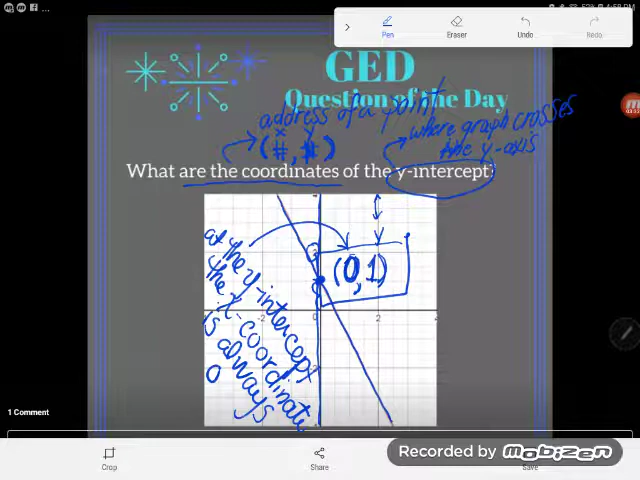 Pen
Eraser
Undo
Redo
GED
Question of the Day
address of a point
x y
(#, #)
where graph crosses
the y-axis
What are the coordinates of the y-intercept?
(0,1)
at the y-intercept
the x-coordinate
is always
0
-2
2
4
1 Comment
Crop
Share
Save
Recorded by mobizen